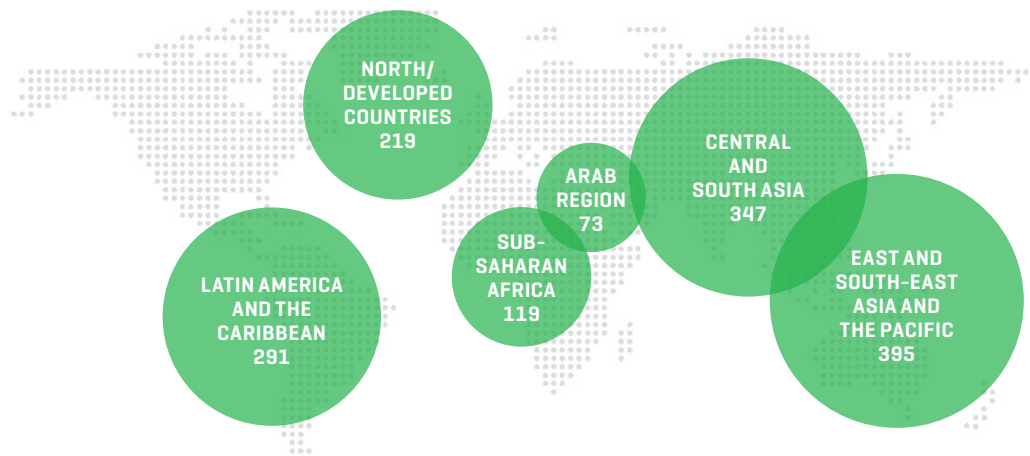 NORTH/
DEVELOPED
COUNTRIES
219
CENTRAL
AND
SOUTH ASIA
347
ARAB
REGION
73
SUB-
SAHARAN
AFRICA
119
EAST AND
SOUTH-EAST
ASIA AND
THE PACIFIC
395
LATIN AMERICA
AND THE
CARIBBEAN
291